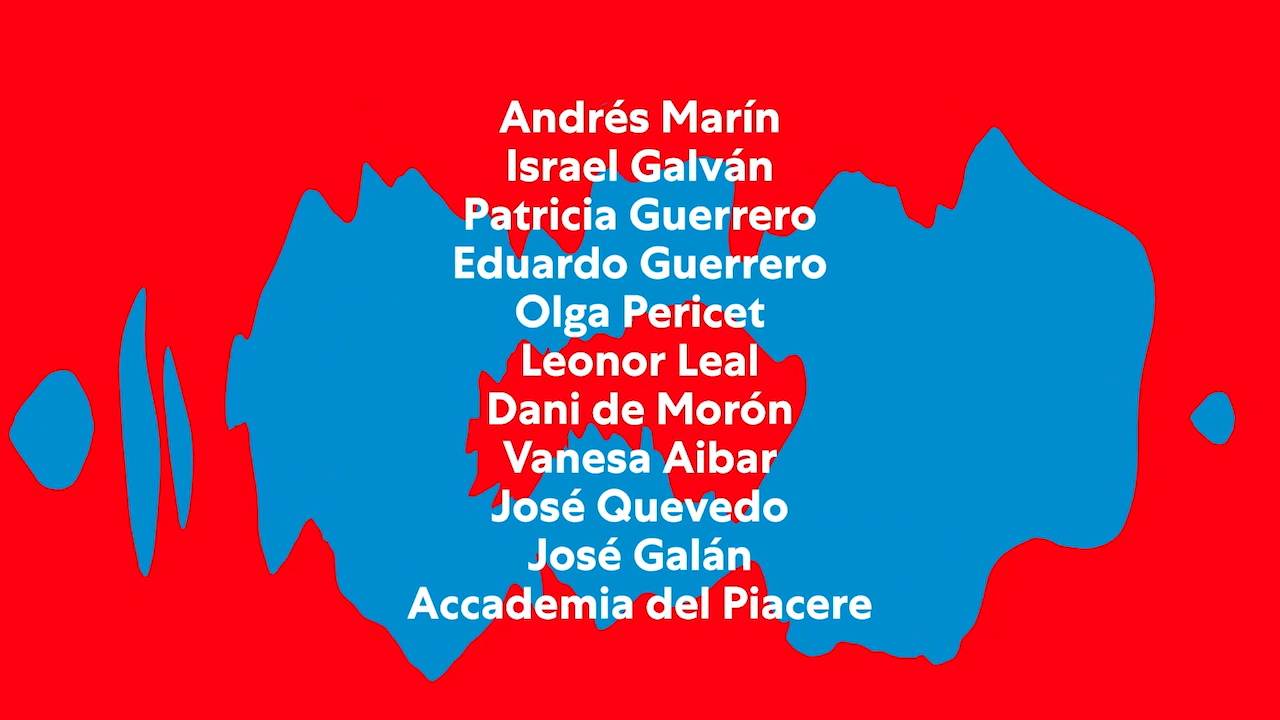 Andrés Marín
Israel Galván
Patricia Guerrero
Eduardo Guerrero
Olga Pericet
Leonor Leal
Dani de Morón
Vanesa Aibar
José Quevedo
José Galán
Accademia del Piacere